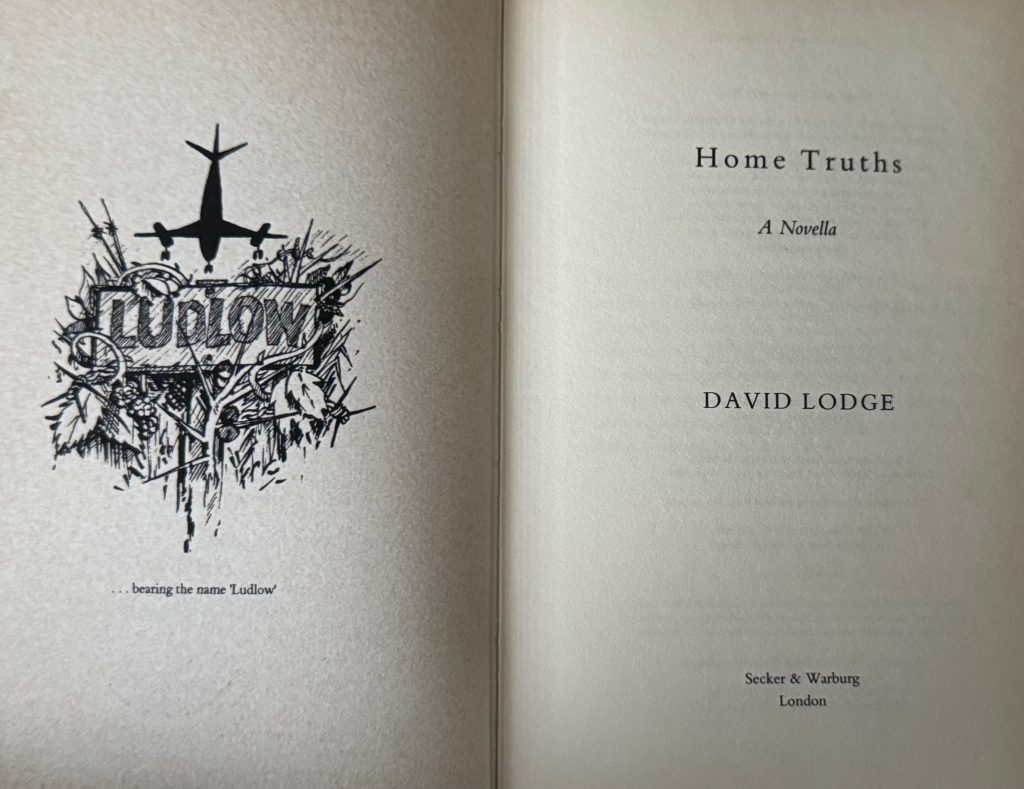 LUDLOW
. . . bearing the name 'Ludlow'
Home Truths
A Novella
DAVID LODGE
Secker & Warburg
London